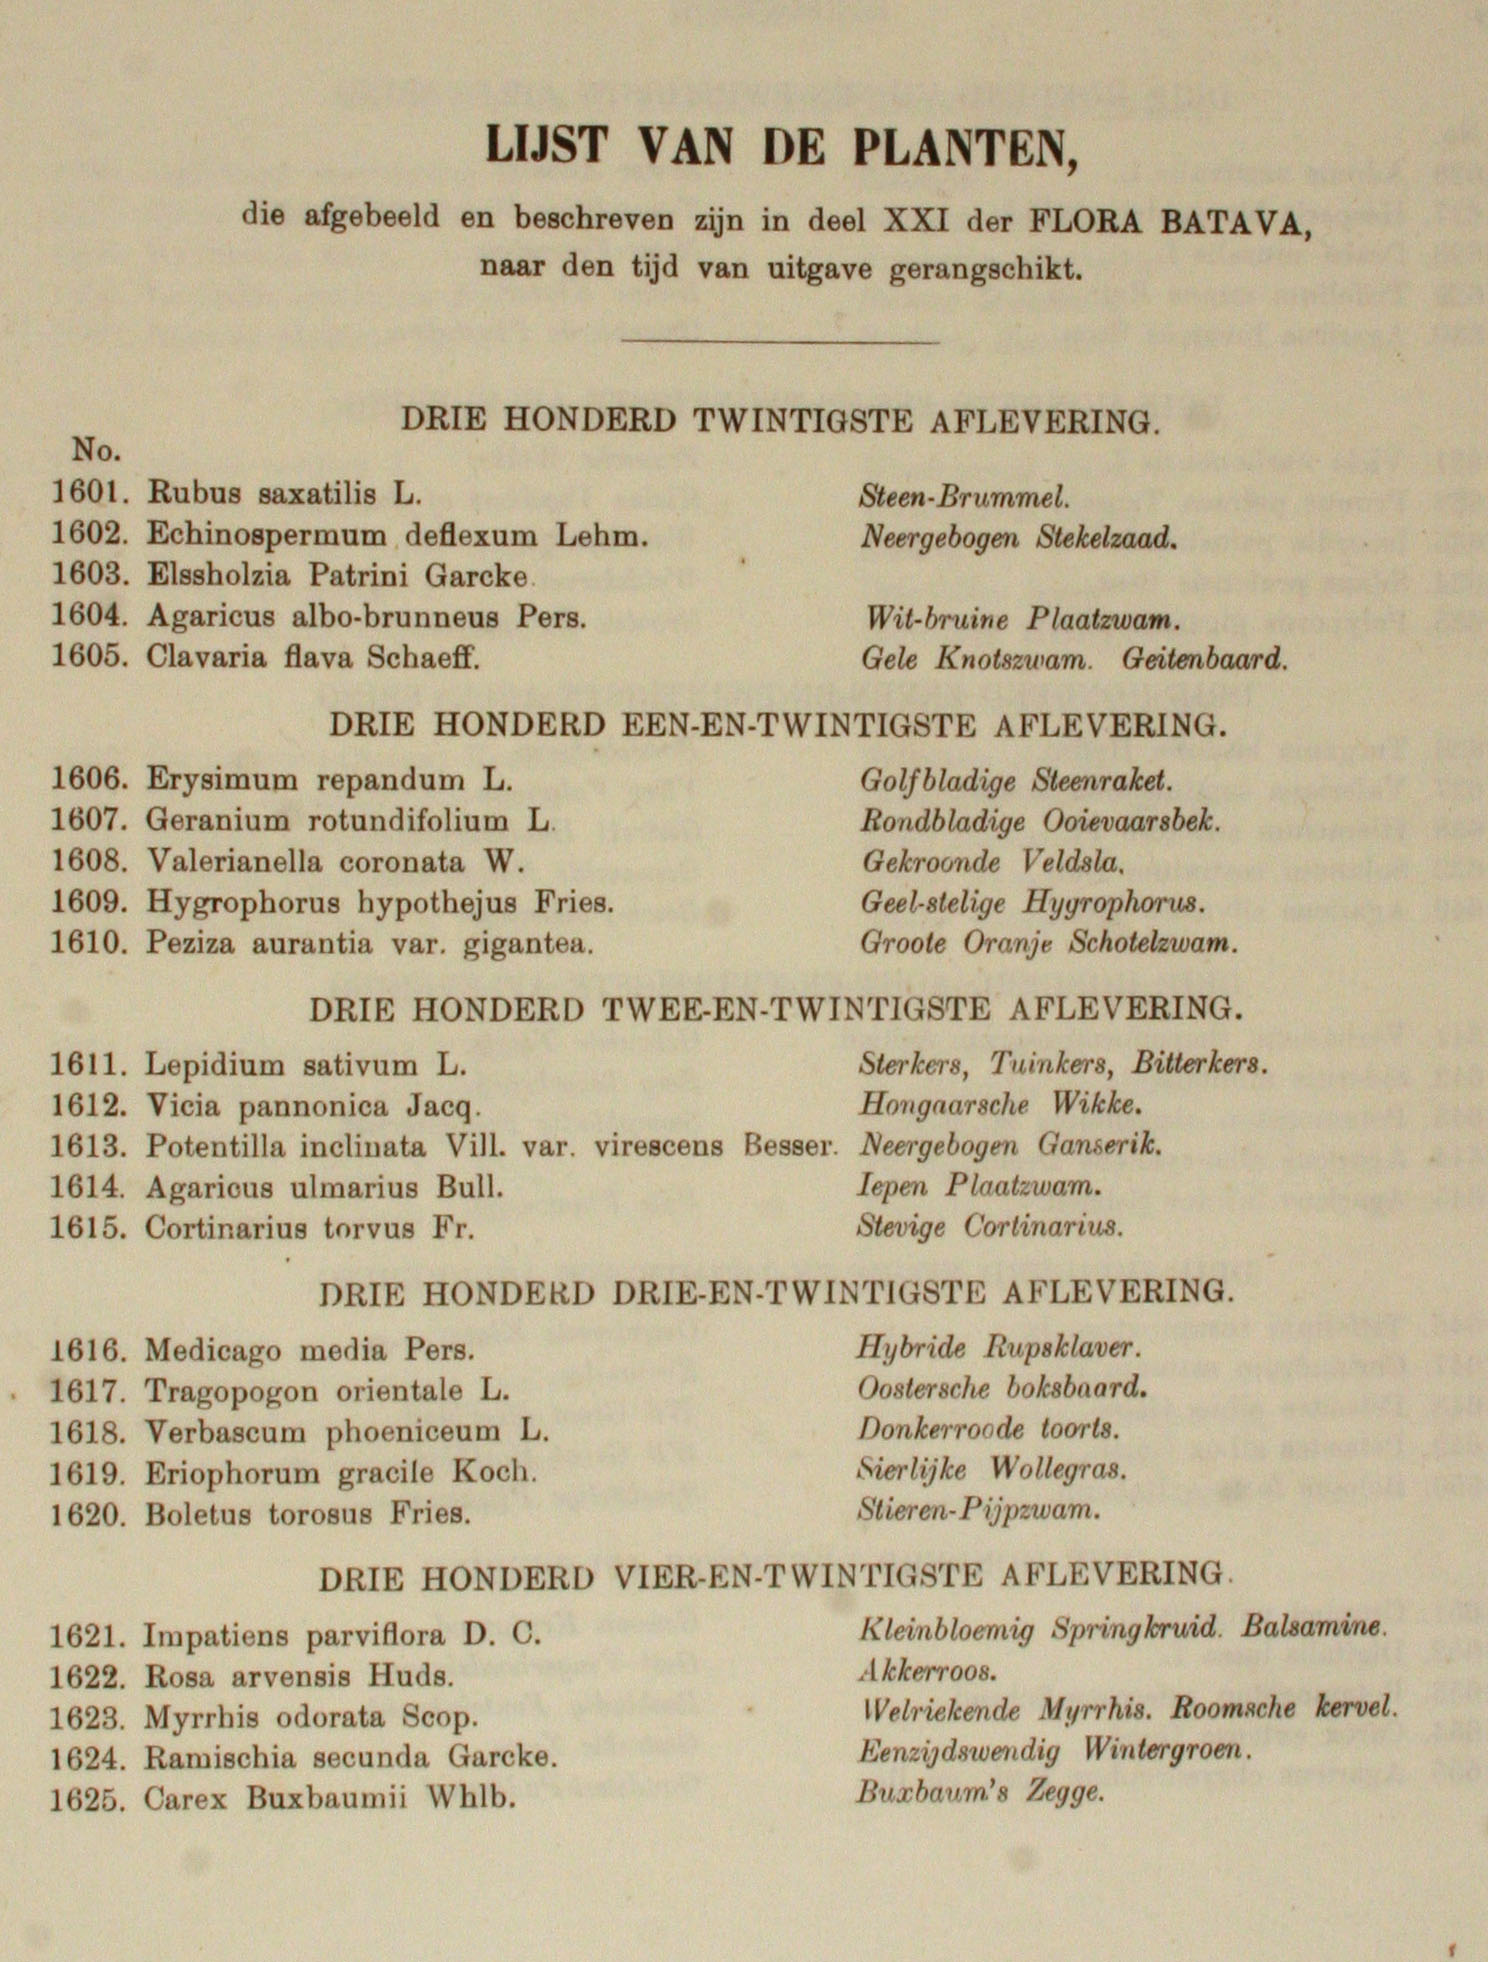 LIJST VAN DE PLANTEN,
die afgebeeld en beschreven zijn in deel XXI der FLORA BATAVA,
naar den tijd van uitgave gerangschikt.
DRIE HONDERD TWINTIGSTE AFLEVERING.
No.
1601. Rubus saxatilis L. Steen-Brummel.
1602. Echinospermum deflexum Lehm. Neergebogen Stekelzaad.
1603. Elssholzia Patrini Garcke.
1604. Agaricus albo-brunneus Pers. Wit-bruine Plaatzwam.
1605. Clavaria flava Schaeff. Gele Knotszwam. Geitenbaard.
DRIE HONDERD EEN-EN-TWINTIGSTE AFLEVERING.
1606. Erysimum repandum L. Golfbladige Steenraket.
1607. Geranium rotundifolium L. Rondbladige Ooievaarsbek.
1608. Valerianella coronata W. Gekroonde Veldsla.
1609. Hygrophorus hypothejus Fries. Geel-stelige Hygrophorus.
1610. Peziza aurantia var. gigantea. Groote Oranje Schotelzwam.
DRIE HONDERD TWEE-EN-TWINTIGSTE AFLEVERING.
1611. Lepidium sativum L. Sterkers, Tuinkers, Bitterkers.
1612. Vicia pannonica Jacq. Hongaarsche Wikke.
1613. Potentilla inclinata Vill. var. virescens Besser. Neergebogen Ganserik.
1614. Agaricus ulmarius Bull. Iepen Plaatzwam.
1615. Cortinarius torvus Fr. Stevige Cortinarius.
DRIE HONDERD DRIE-EN-TWINTIGSTE AFLEVERING.
1616. Medicago media Pers. Hybride Rupsklaver.
1617. Tragopogon orientale L. Oostersche boksbaard.
1618. Verbascum phoeniceum L. Donkerroode toorts.
1619. Eriophorum gracile Koch. Sierlijke Wollegras.
1620. Boletus torosus Fries. Stieren-Pijpzwam.
DRIE HONDERD VIER-EN-TWINTIGSTE AFLEVERING.
1621. Impatiens parviflora D. C. Kleinbloemig Springkruid. Balsamine.
1622. Rosa arvensis Huds. Akkerroos.
1623. Myrrhis odorata Scop. Welriekende Myrrhis. Roomsche kervel.
1624. Ramischia secunda Garcke. Eenzijdswendig Wintergroen.
1625. Carex Buxbaumii Whlb. Buxbaum's Zegge.